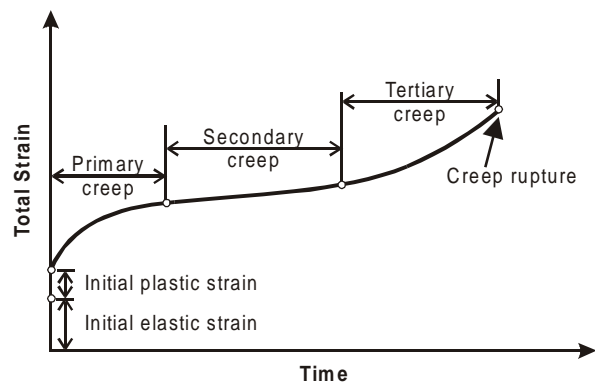 Total Strain
Primary
creep
Secondary
creep
Tertiary
creep
Creep rupture
Initial plastic strain
Initial elastic strain
Time